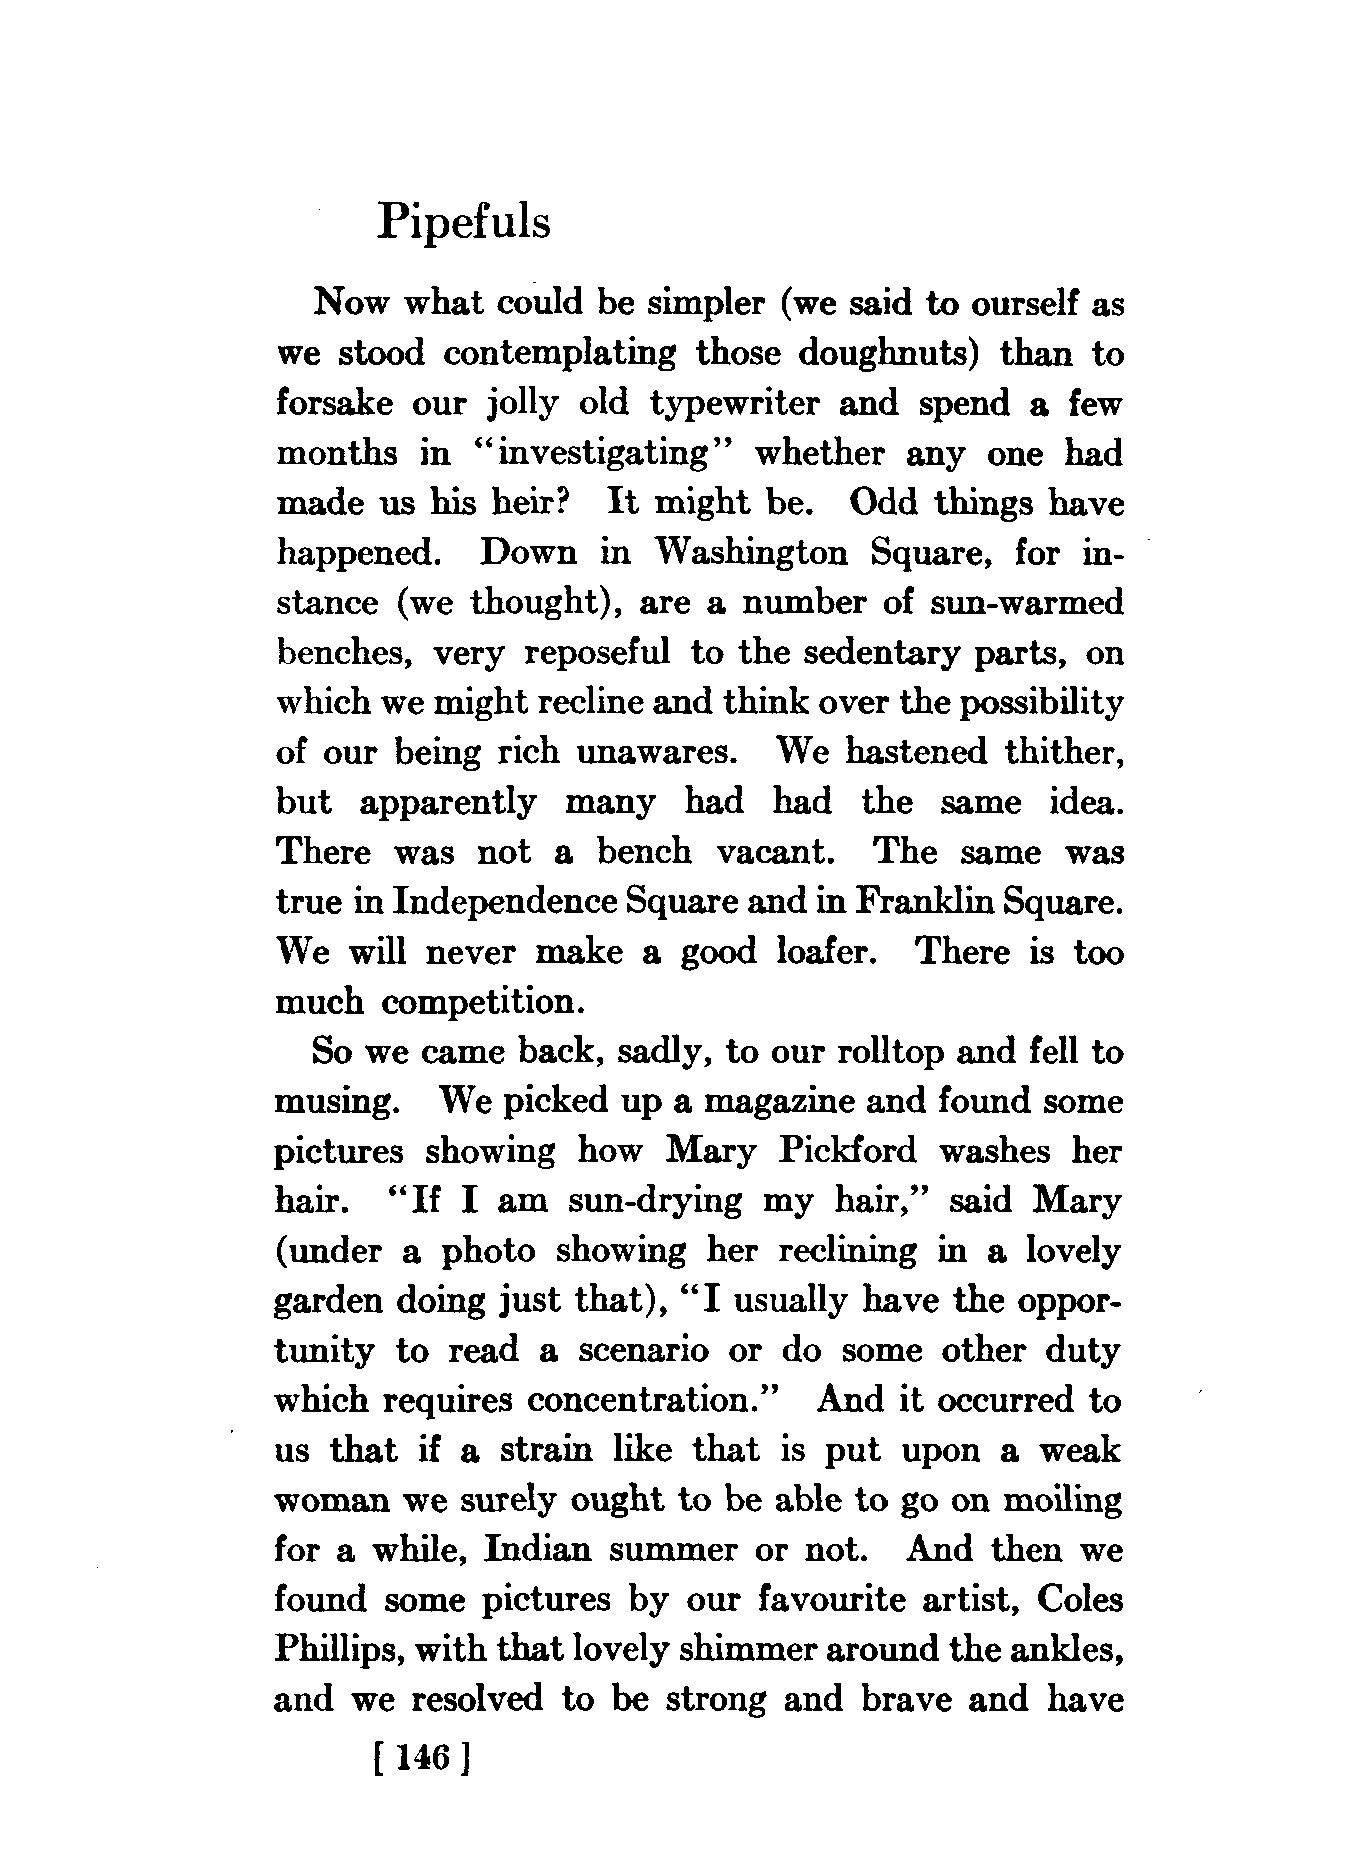 Pipefuls
Now what could be simpler (we said to ourself as
we stood contemplating those doughnuts) than to
forsake our jolly old typewriter and spend a few
months in "investigating" whether any one had
made us his heir? It might be. Odd things have
happened. Down in Washington Square, for in-
stance (we thought), are a number of sun-warmed
benches, very reposeful to the sedentary parts, on
which we might recline and think over the possibility
of our being rich unawares. We hastened thither,
but apparently many had had the same idea.
There was not a bench vacant. The same was
true in Independence Square and in Franklin Square.
We will never make a good loafer. There is too
much competition.
So we came back, sadly, to our rolltop and fell to
musing. We picked up a magazine and found some
pictures showing how Mary Pickford washes her
hair. "If I am sun-drying my hair," said Mary
(under a photo showing her reclining in a lovely
garden doing just that), "I usually have the oppor-
tunity to read a scenario or do some other duty
which requires concentration." And it occurred to
us that if a strain like that is put upon a weak
woman we surely ought to be able to go on moiling
for a while, Indian summer or not. And then we
found some pictures by our favourite artist, Coles
Phillips, with that lovely shimmer around the ankles,
and we resolved to be strong and brave and have
[ 146 ]